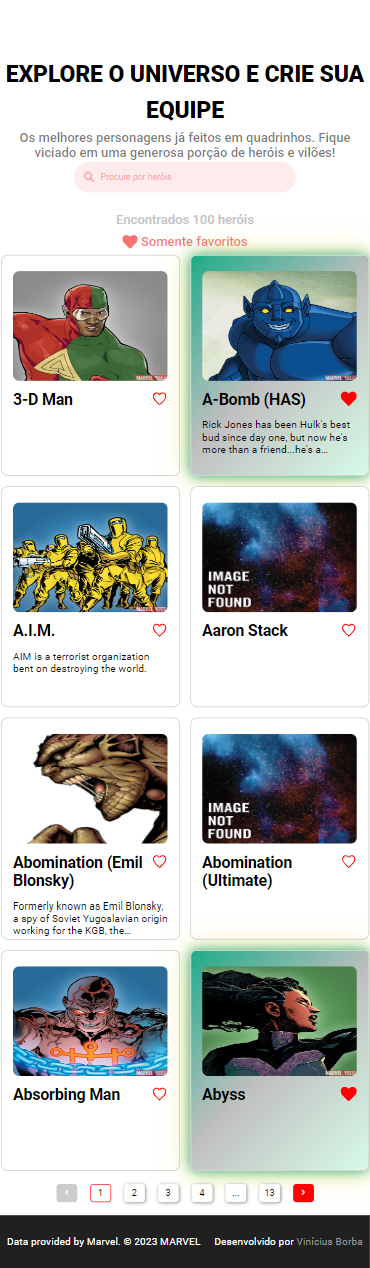 EXPLORE O UNIVERSO E CRIE SUA
EQUIPE
Os melhores personagens já feitos em quadrinhos. Fique
viciado em uma generosa porção de heróis e vilões!
Procure por heróis
Encontrados 100 heróis
Somente favoritos
3-D Man
A-Bomb (HAS)
Rick Jones has been Hulk's best
bud since day one, but now he's
more than a friend...he's a...
A.I.M.
AIM is a terrorist organization
bent on destroying the world.
IMAGE
NOT
FOUND
Aaron Stack
Abomination (Emil
Blonsky)
Formerly known as Emil Blonsky,
a spy of Soviet Yugoslavian origin
working for the KGB, the...
IMAGE
NOT
FOUND
Abomination
(Ultimate)
Absorbing Man
Abyss
1 2 3 4 ... 13
Data provided by Marvel. © 2023 MARVEL
Desenvolvido por Vinícius Borba